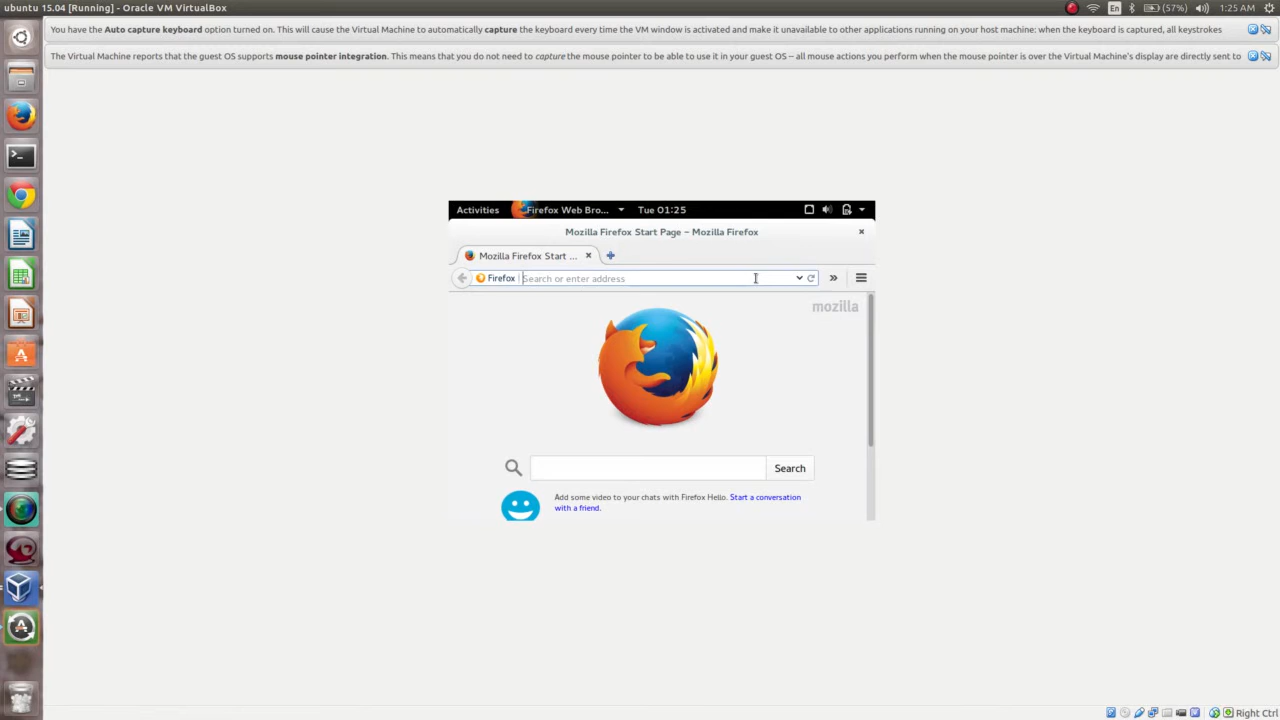 ubuntu 15.04 [Running] - Oracle VM VirtualBox
En (57%) 1:25 AM
You have the Auto capture keyboard option turned on. This will cause the Virtual Machine to automatically capture the keyboard every time the VM window is activated and make it unavailable to other applications running on your host machine: when the keyboard is captured, all keystrokes
The Virtual Machine reports that the guest OS supports mouse pointer integration. This means that you do not need to capture the mouse pointer to be able to use it in your guest OS – all mouse actions you perform when the mouse pointer is over the Virtual Machine's display are directly sent to
Activities Firefox Web Bro... Tue 01:25
Mozilla Firefox Start Page – Mozilla Firefox
Mozilla Firefox Start ...
Firefox Search or enter address
mozilla
Search
Add some video to your chats with Firefox Hello. Start a conversation
with a friend.
Right Ctrl